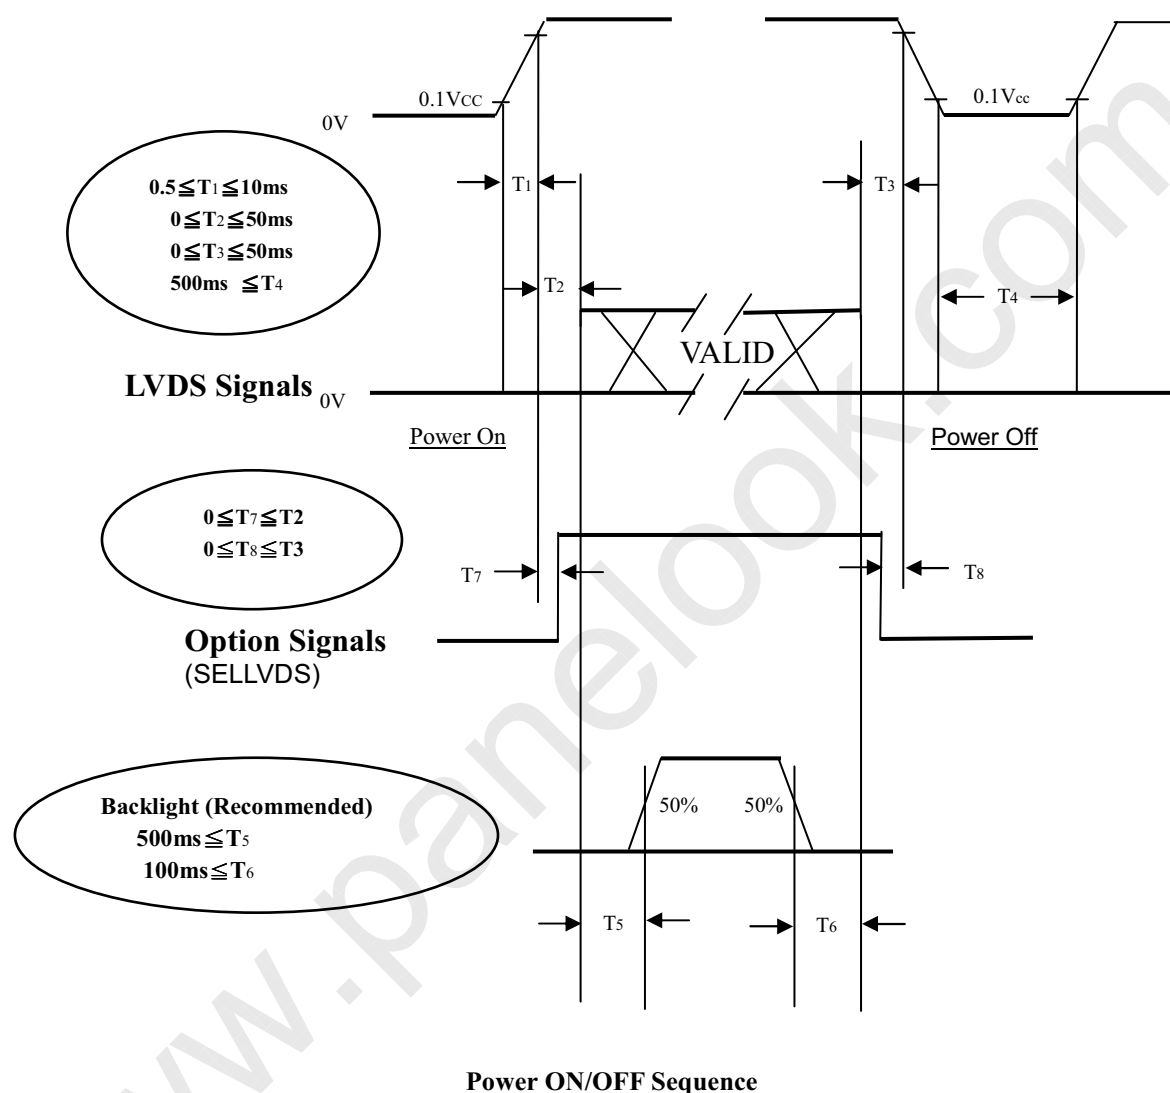 0.1VCC
0.1Vcc
0V
0.5≦T1≦10ms
0≦T2≦50ms
0≦T3≦50ms
500ms ≦T4
T1
T3
T2
T4
VALID
LVDS Signals
0V
Power On
Power Off
0≦T7≦T2
0≦T8≦T3
T7
T8
Option Signals
(SELLVDS)
Backlight (Recommended)
500ms≦T5
100ms≦T6
50%
50%
T5
T6
Power ON/OFF Sequence
www.panelook.com